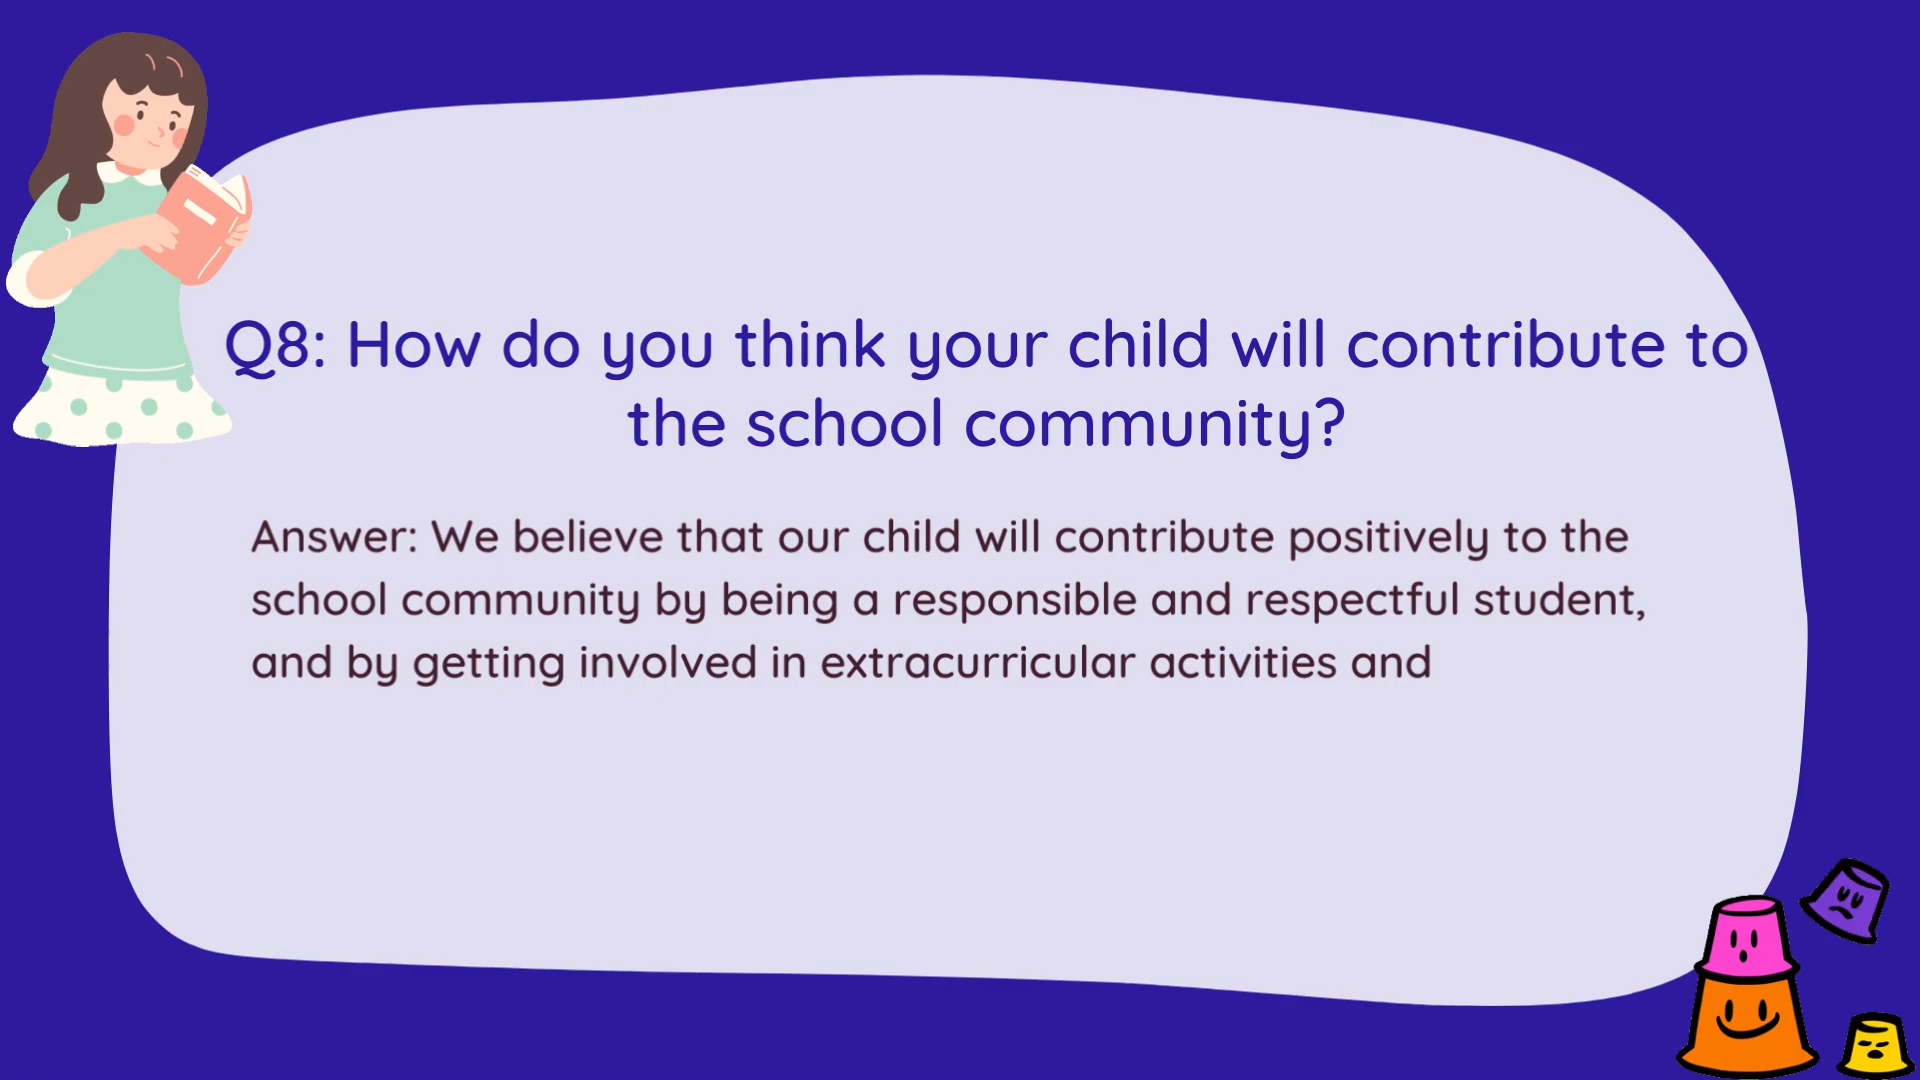 Q8: How do you think your child will contribute to
the school community?
Answer: We believe that our child will contribute positively to the
school community by being a responsible and respectful student,
and by getting involved in extracurricular activities and